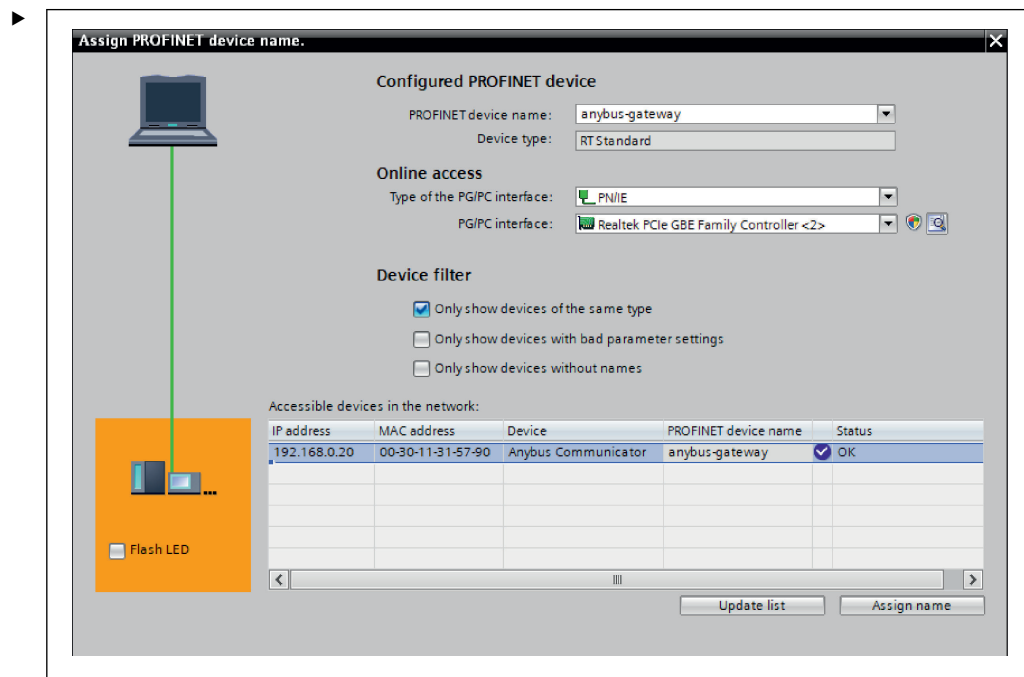 Assign PROFINET device name.
Configured PROFINET device
PROFINET device name: anybus-gateway
Device type: RT Standard
Online access
Type of the PG/PC interface: PN/IE
PG/PC interface: Realtek PCIe GBE Family Controller <2>
Device filter
Only show devices of the same type
Only show devices with bad parameter settings
Only show devices without names
Accessible devices in the network:
IP address MAC address Device PROFINET device name Status
192.168.0.20 00-30-11-31-57-90 Anybus Communicator anybus-gateway OK
...
Flash LED
Update list Assign name